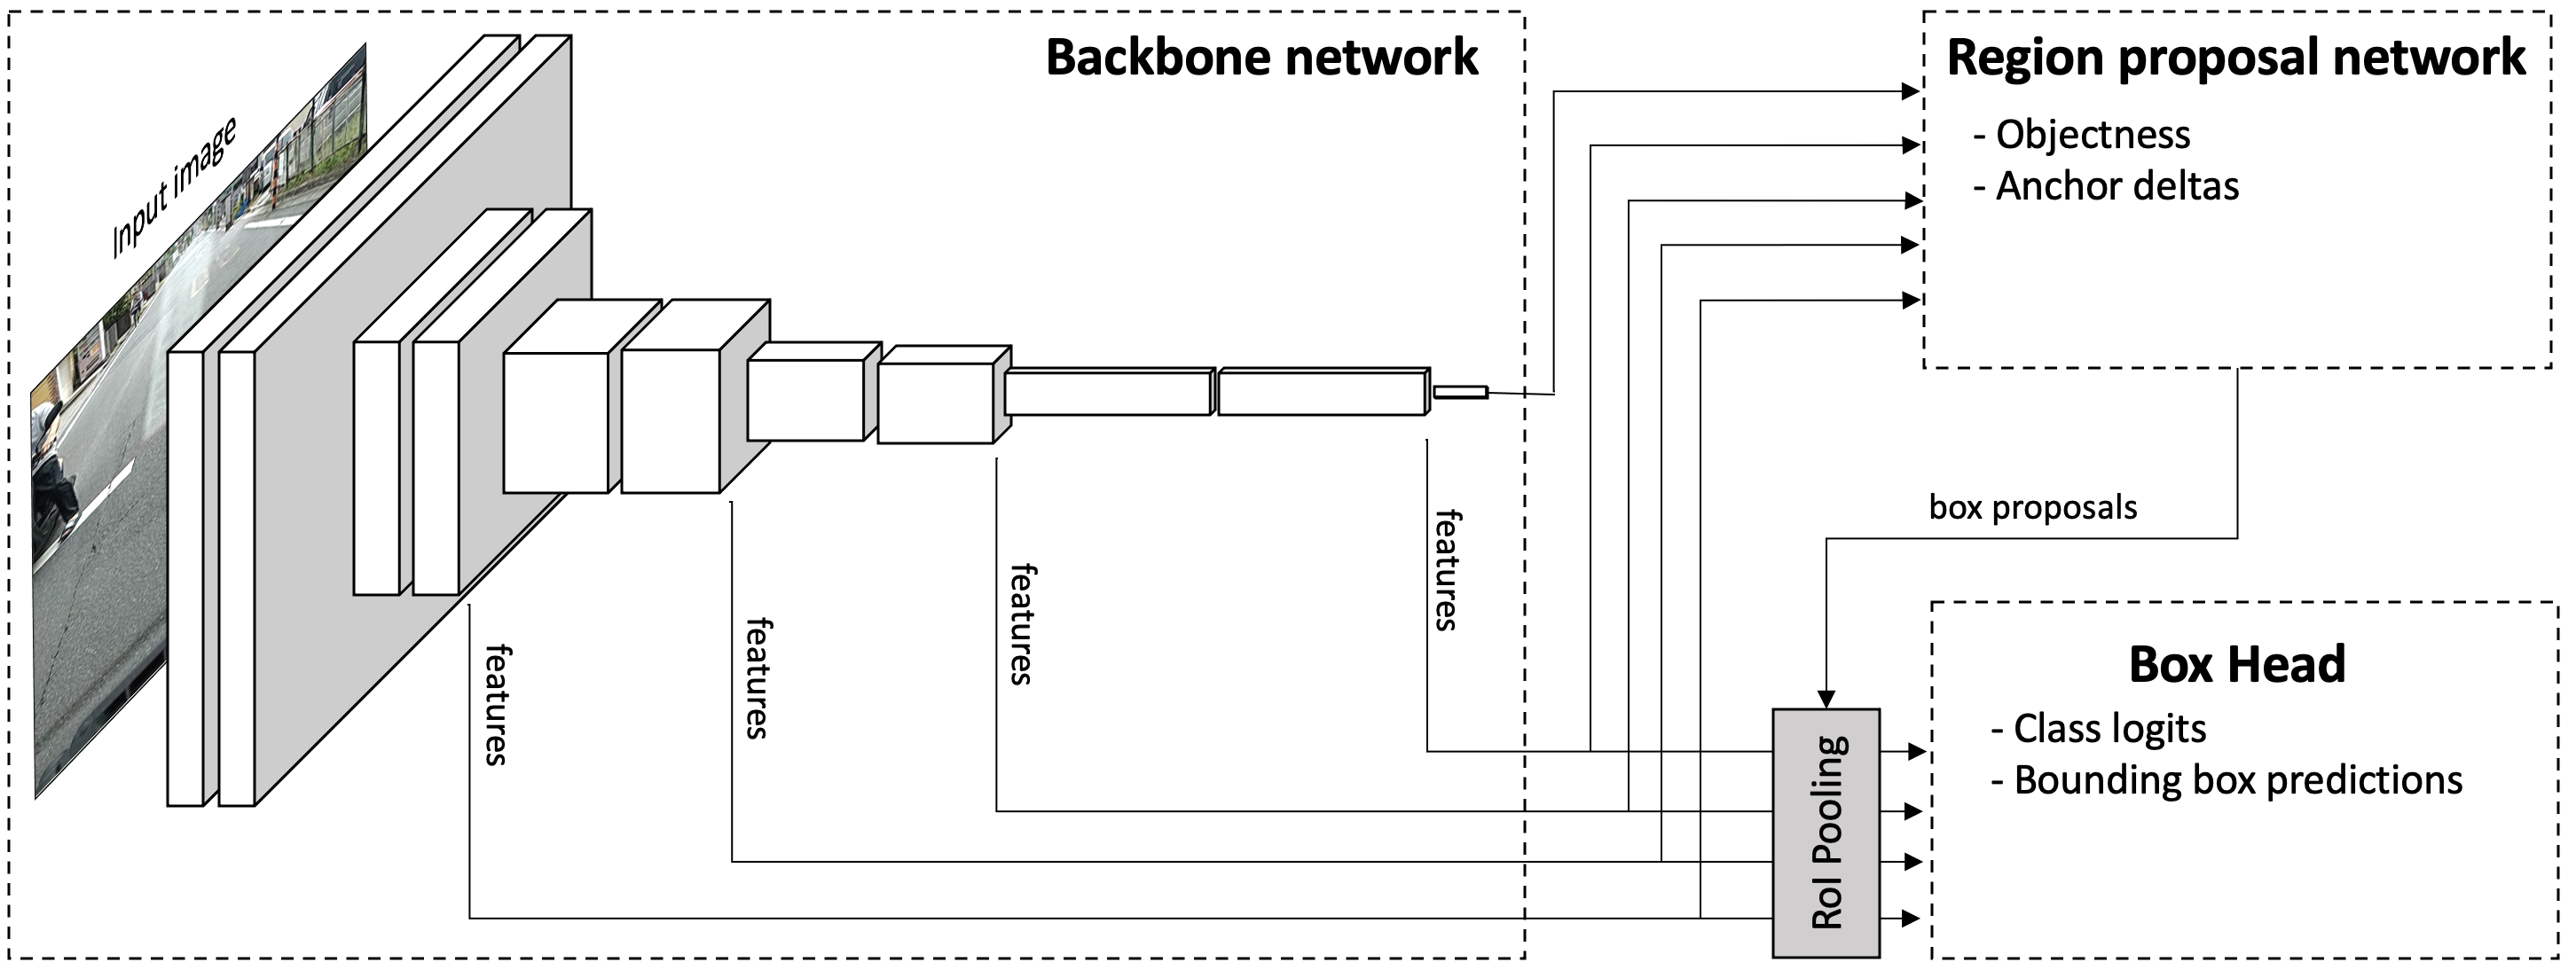 Backbone network
Input image
features
features
features
features
Region proposal network
- Objectness
- Anchor deltas
box proposals
RoI Pooling
Box Head
- Class logits
- Bounding box predictions